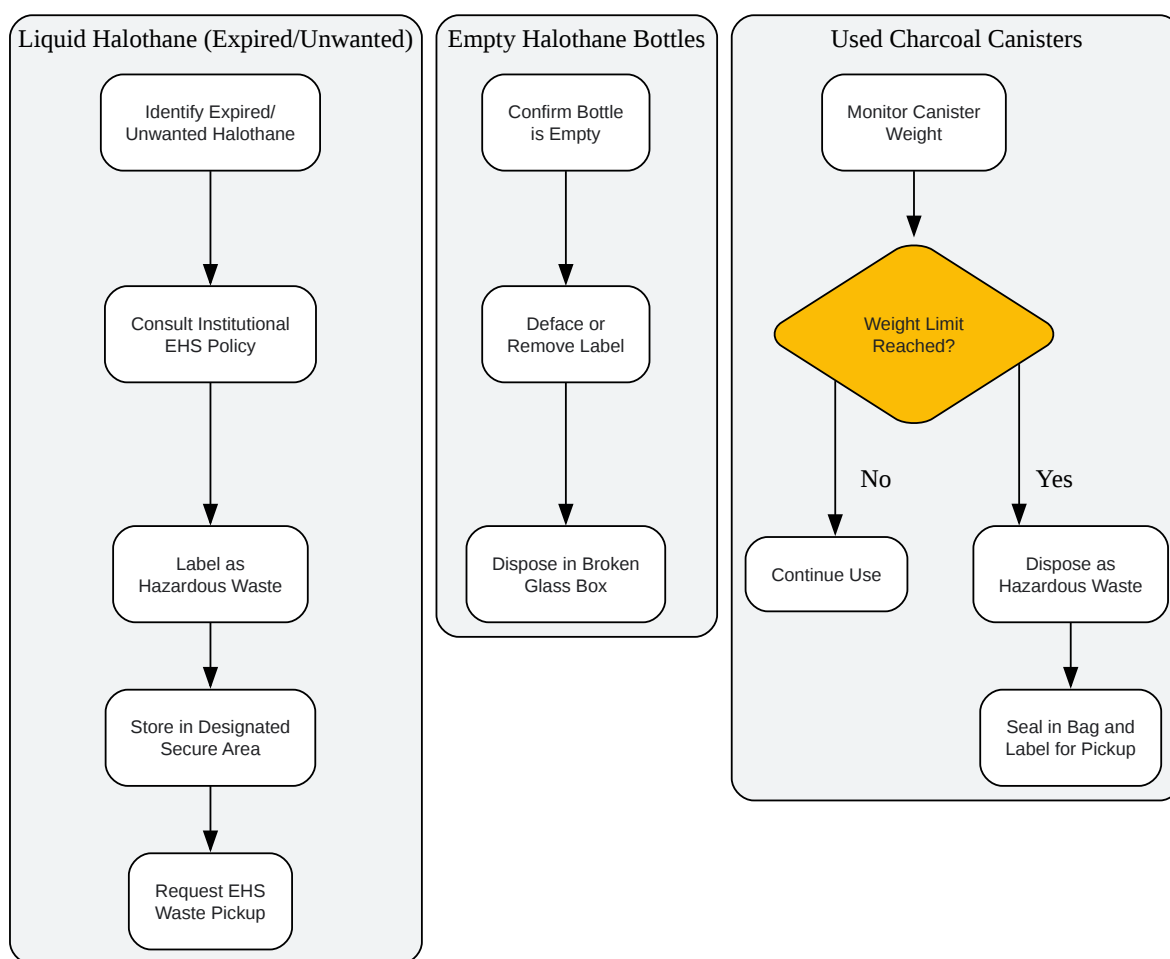 Liquid Halothane (Expired/Unwanted)
Identify Expired/
Unwanted Halothane
Consult Institutional
EHS Policy
Label as
Hazardous Waste
Store in Designated
Secure Area
Request EHS
Waste Pickup
Empty Halothane Bottles
Confirm Bottle
is Empty
Deface or
Remove Label
Dispose in Broken
Glass Box
Used Charcoal Canisters
Monitor Canister
Weight
Weight Limit
Reached?
No
Yes
Continue Use
Dispose as
Hazardous Waste
Seal in Bag and
Label for Pickup